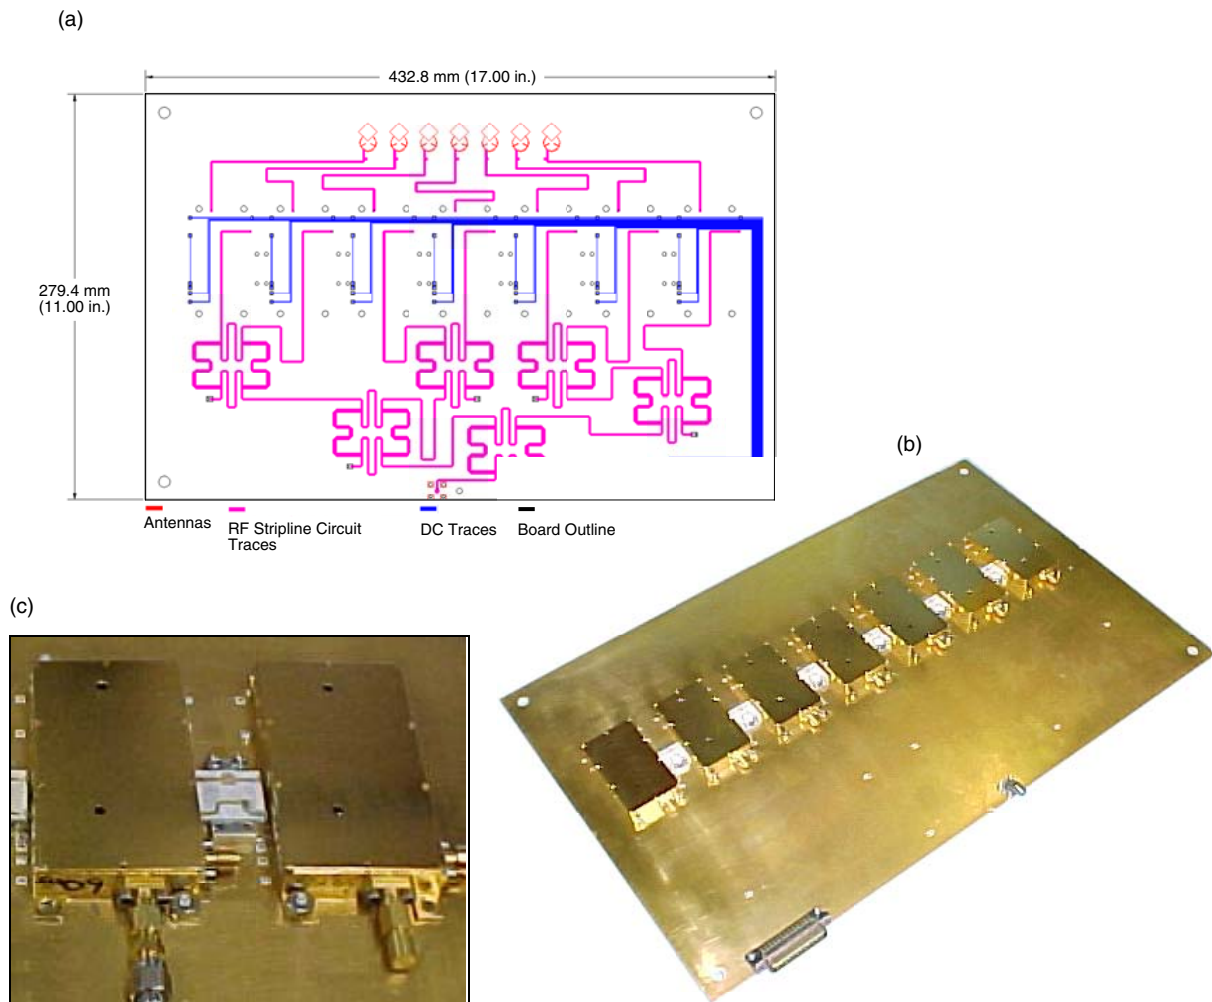 (a)
432.8 mm (17.00 in.)
279.4 mm
(11.00 in.)
Antennas
RF Stripline Circuit
Traces
DC Traces
Board Outline
(b)
(c)